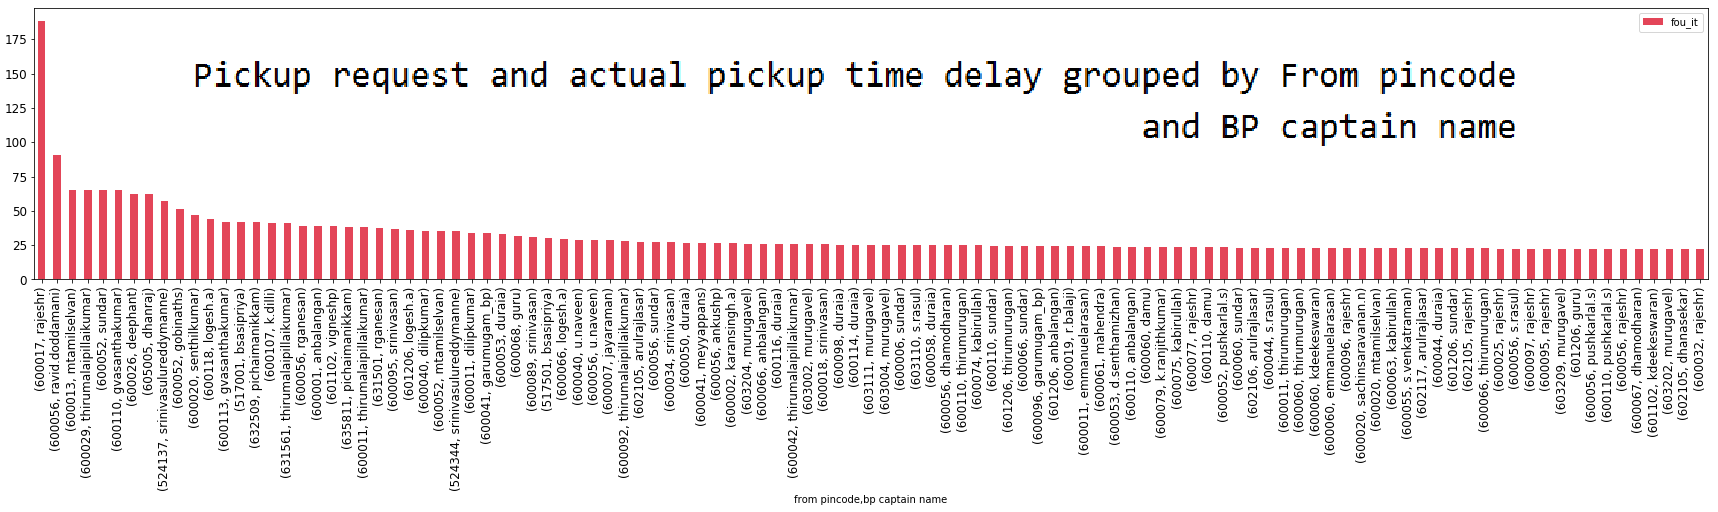 fou_it
175
150
125
100
75
50
25
0
Pickup request and actual pickup time delay grouped by From pincode
and BP captain name
(600017, rajeshr)
(600056, ravid.doddamani)
(600013, mtamilselvan)
(600029, thirumalaipillaikumar)
(600052, sundar)
(600110, gvasanthakumar)
(600026, deephant)
(605005, dhanraj)
(524137, srinivasulureddymanne)
(600052, gobinaths)
(600020, senthilkumar)
(600118, logesh.a)
(600113, gvasanthakumar)
(517001, bsasipriya)
(632509, pichaimanikkam)
(600107, k.dilli)
(631561, thirumalaipillaikumar)
(600056, rganesan)
(600001, anbalangan)
(601102, vigneshp)
(635811, pichaimanikkam)
(600011, thirumalaipillaikumar)
(631501, rganesan)
(600095, srinivasan)
(601206, logesh.a)
(600040, dilipkumar)
(600052, mtamilselvan)
(524344, srinivasulureddymanne)
(600011, dilipkumar)
(600041, garumugam_bp)
(600053, duraia)
(600068, guru)
(600089, srinivasan)
(517501, bsasipriya)
(600066, logesh.a)
(600040, u.naveen)
(600056, u.naveen)
(600007, jayaraman)
(600092, thirumalaipillaikumar)
(602105, arulrajlasar)
(600056, sundar)
(600034, srinivasan)
(600050, duraia)
(600041, meyyappans)
(600056, ankushp)
(600002, karansingh.a)
(603204, murugavel)
(600066, anbalangan)
(600116, duraia)
(600042, thirumalaipillaikumar)
(603002, murugavel)
(600018, srinivasan)
(600098, duraia)
(600114, duraia)
(603111, murugavel)
(603004, murugavel)
(600006, sundar)
(603110, s.rasul)
(600058, duraia)
(600056, dhamodharan)
(600110, thirumurugan)
(600074, kabirullah)
(600110, sundar)
(601206, thirumurugan)
(600066, sundar)
(600096, garumugam_bp)
(601206, anbalangan)
(600019, r.balaji)
(600011, emmanuelarasan)
(600061, mahendra)
(600053, d.senthamizhan)
(600110, anbalangan)
(600060, damu)
(600079, k.ranjithkumar)
(600075, kabirullah)
(600077, rajeshr)
(600110, damu)
(600052, pushkarlal.s)
(600060, sundar)
(602106, arulrajlasar)
(600044, s.rasul)
(600011, thirumurugan)
(600060, thirumurugan)
(600060, kdeekeswaran)
(600060, emmanuelarasan)
(600096, rajeshr)
(600020, sachinsaravanan.n)
(600020, mtamilselvan)
(600063, kabirullah)
(600055, s.venkatraman)
(602117, arulrajlasar)
(600044, duraia)
(601206, sundar)
(602105, rajeshr)
(600066, thirumurugan)
(600025, rajeshr)
(600056, s.rasul)
(600097, rajeshr)
(600095, rajeshr)
(603209, murugavel)
(601206, guru)
(600056, pushkarlal.s)
(600110, pushkarlal.s)
(600056, rajeshr)
(600067, dhamodharan)
(601102, kdeekeswaran)
(603202, murugavel)
(602105, dhanasekar)
(600032, rajeshr)
from pincode,bp captain name